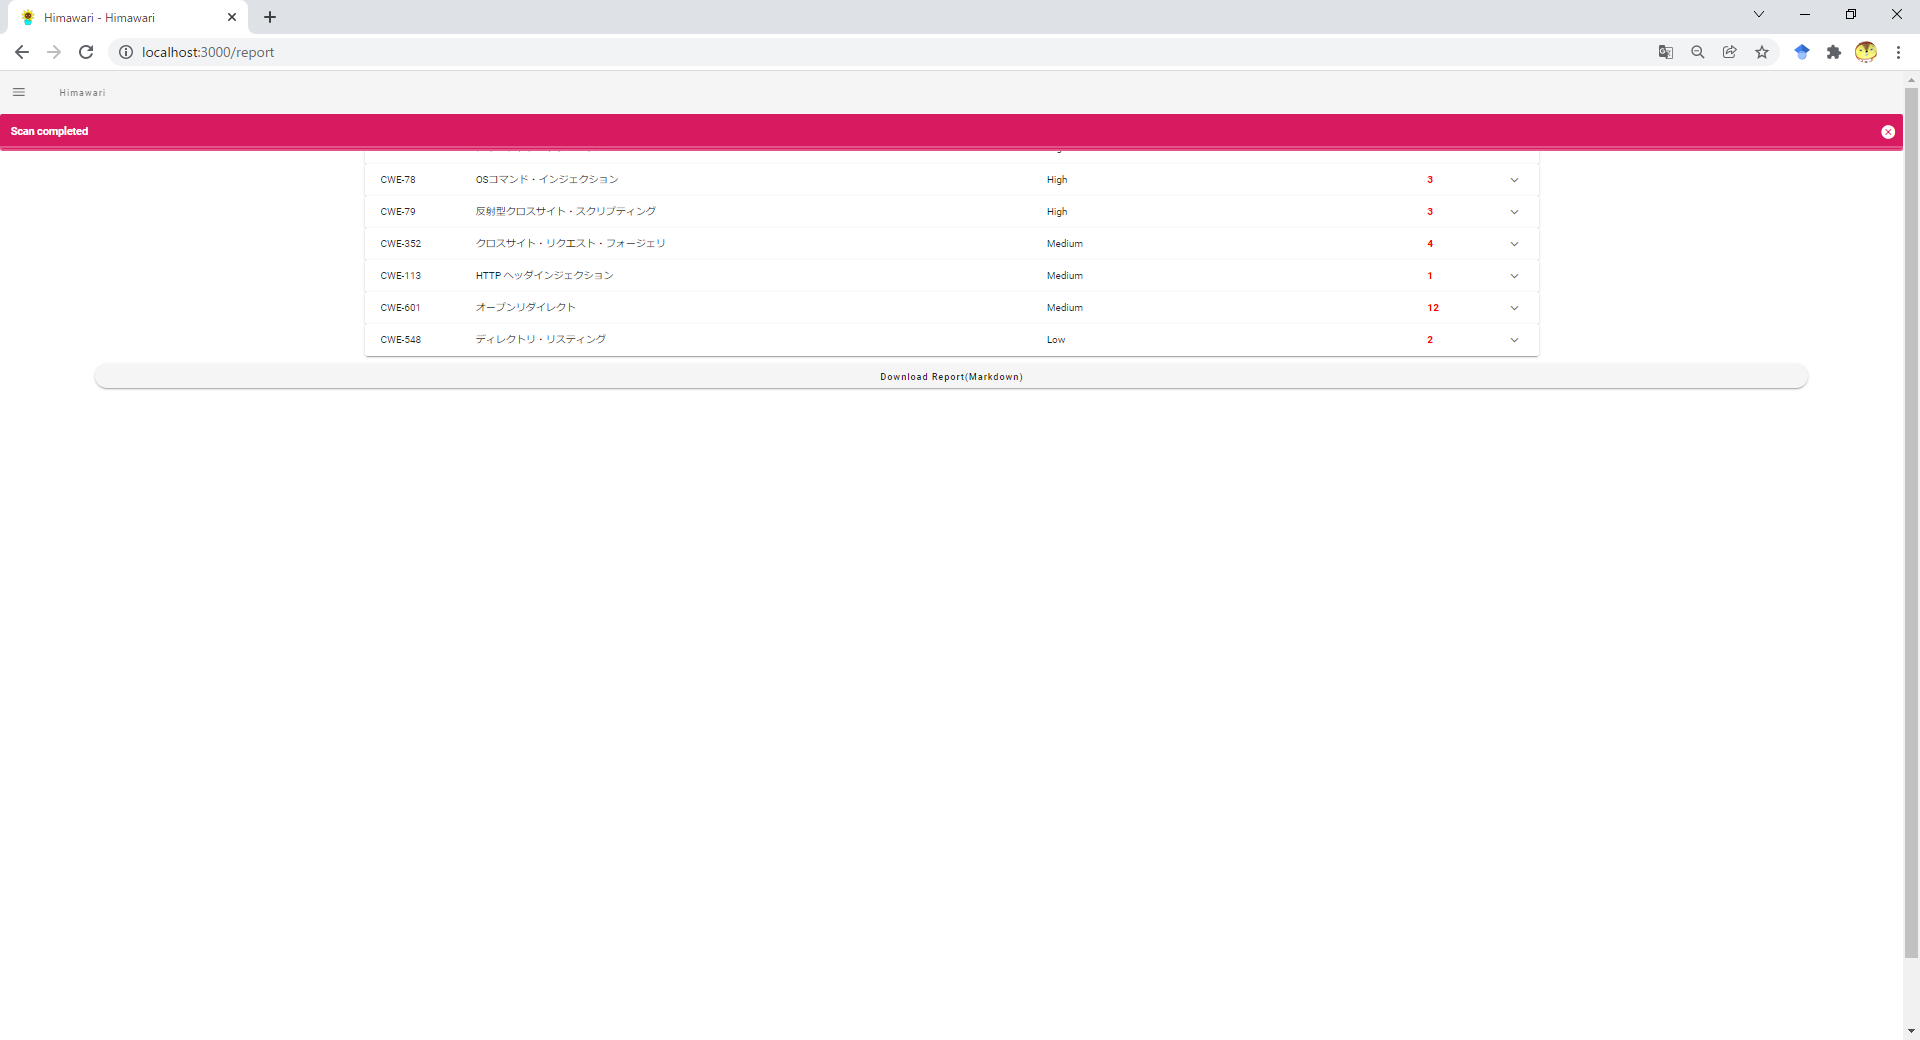 Himawari - Himawari
localhost:3000/report
Himawari
Scan completed
CWE-78 OSコマンド・インジェクション High 3
CWE-79 反射型クロスサイト・スクリプティング High 3
CWE-352 クロスサイト・リクエスト・フォージェリ Medium 4
CWE-113 HTTP ヘッダインジェクション Medium 1
CWE-601 オープンリダイレクト Medium 12
CWE-548 ディレクトリ・リスティング Low 2
Download Report(Markdown)